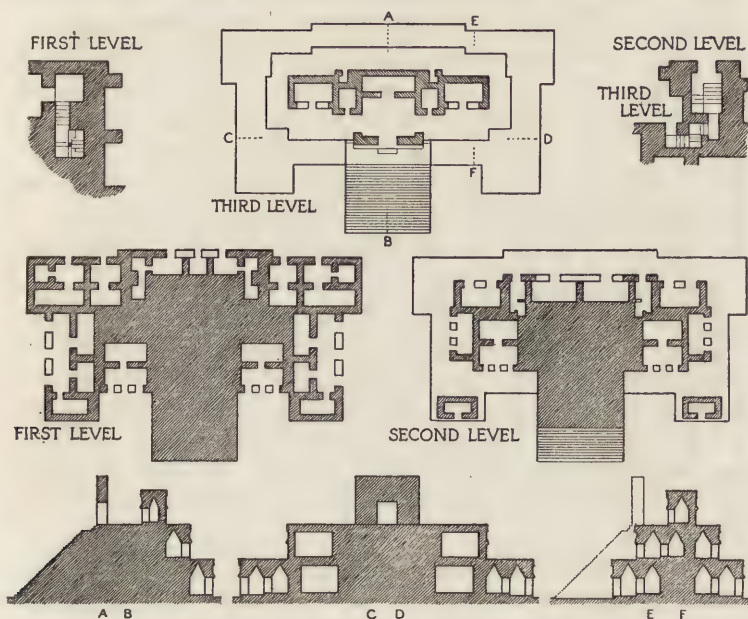 FIRST LEVEL
A
E
SECOND LEVEL
THIRD
LEVEL
C
D
F
THIRD LEVEL
B
FIRST LEVEL
SECOND LEVEL
A B
C D
E F